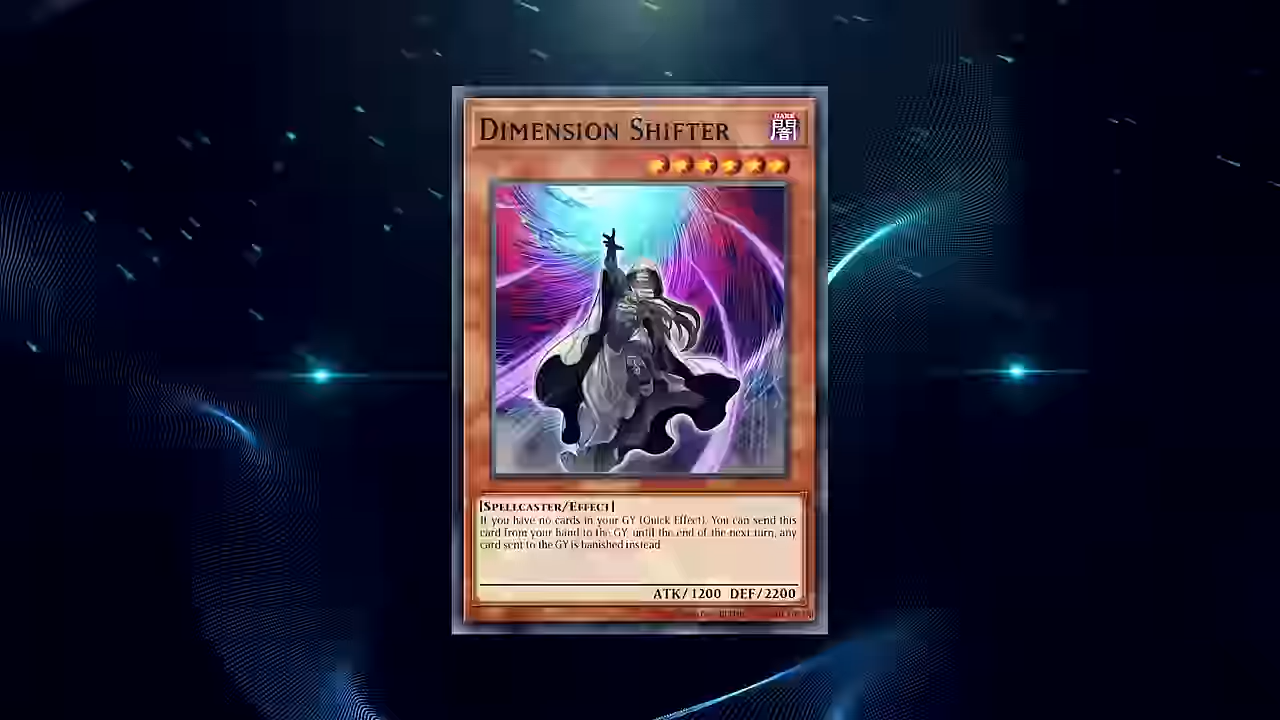 DIMENSION SHIFTER
DARK
闇
[SPELLCASTER/EFFECT]
If you have no cards in your GY (Quick Effect): You can send this
card from your hand to the GY; until the end of the next turn, any
card sent to the GY is banished instead.
ATK/1200 DEF/2200